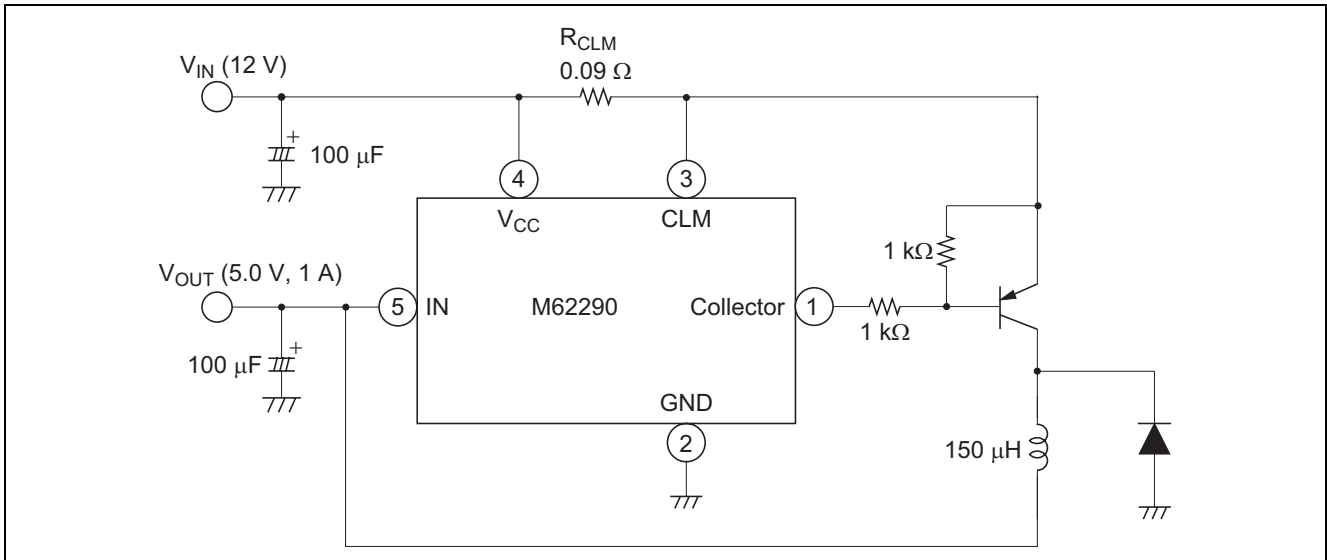 R_CLM
0.09 Ω
V_IN (12 V)
+
100 μF
4
3
V_CC
CLM
1 kΩ
V_OUT (5.0 V, 1 A)
5
IN
M62290
Collector
1
1 kΩ
+
100 μF
GND
2
150 μH